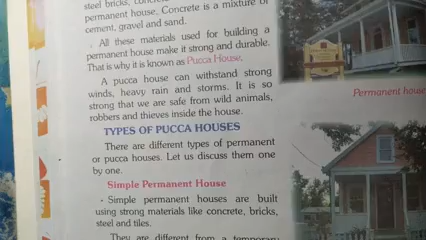 steel bricks, concrete
permanent house. Concrete is a mixture of
cement, gravel and sand.
All these materials used for building a
permanent house make it strong and durable.
That is why it is known as Pucca House.
A pucca house can withstand strong
winds, heavy rain and storms. It is so
strong that we are safe from wild animals,
robbers and thieves inside the house.
TYPES OF PUCCA HOUSES
There are different types of permanent
or pucca houses. Let us discuss them one
by one.
Simple Permanent House
Simple permanent houses are built
using strong materials like concrete, bricks,
steel and tiles.
They are different from a temporary
Permanent house